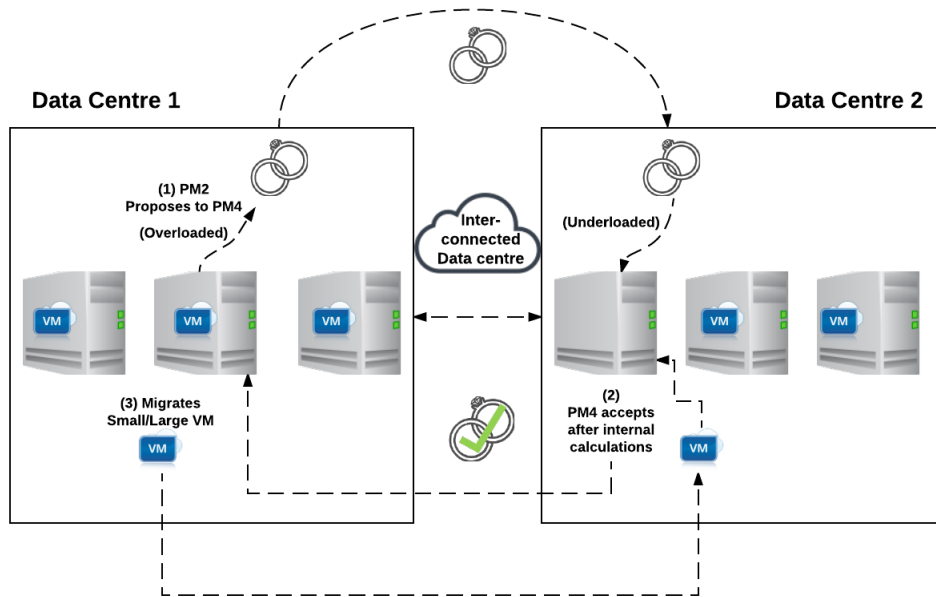 Data Centre 1
Data Centre 2
(1) PM2
Proposes to PM4
(Overloaded)
Inter-
connected
Data centre
(Underloaded)
VM
VM
VM
VM
VM
(3) Migrates
Small/Large VM
VM
(2)
PM4 accepts
after internal
calculations
VM